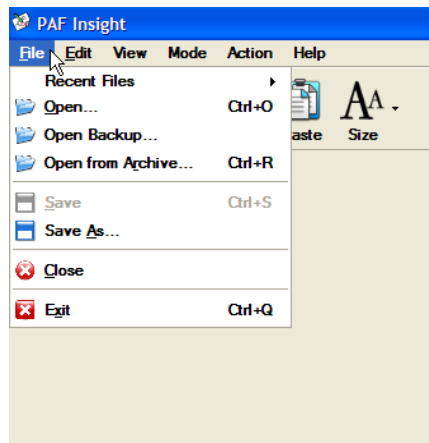 PAF Insight
File Edit View Mode Action Help
Recent Files
Open... Ctrl+O
Open Backup...
Open from Archive... Ctrl+R
Save Ctrl+S
Save As...
Close
Exit Ctrl+Q
aste Size